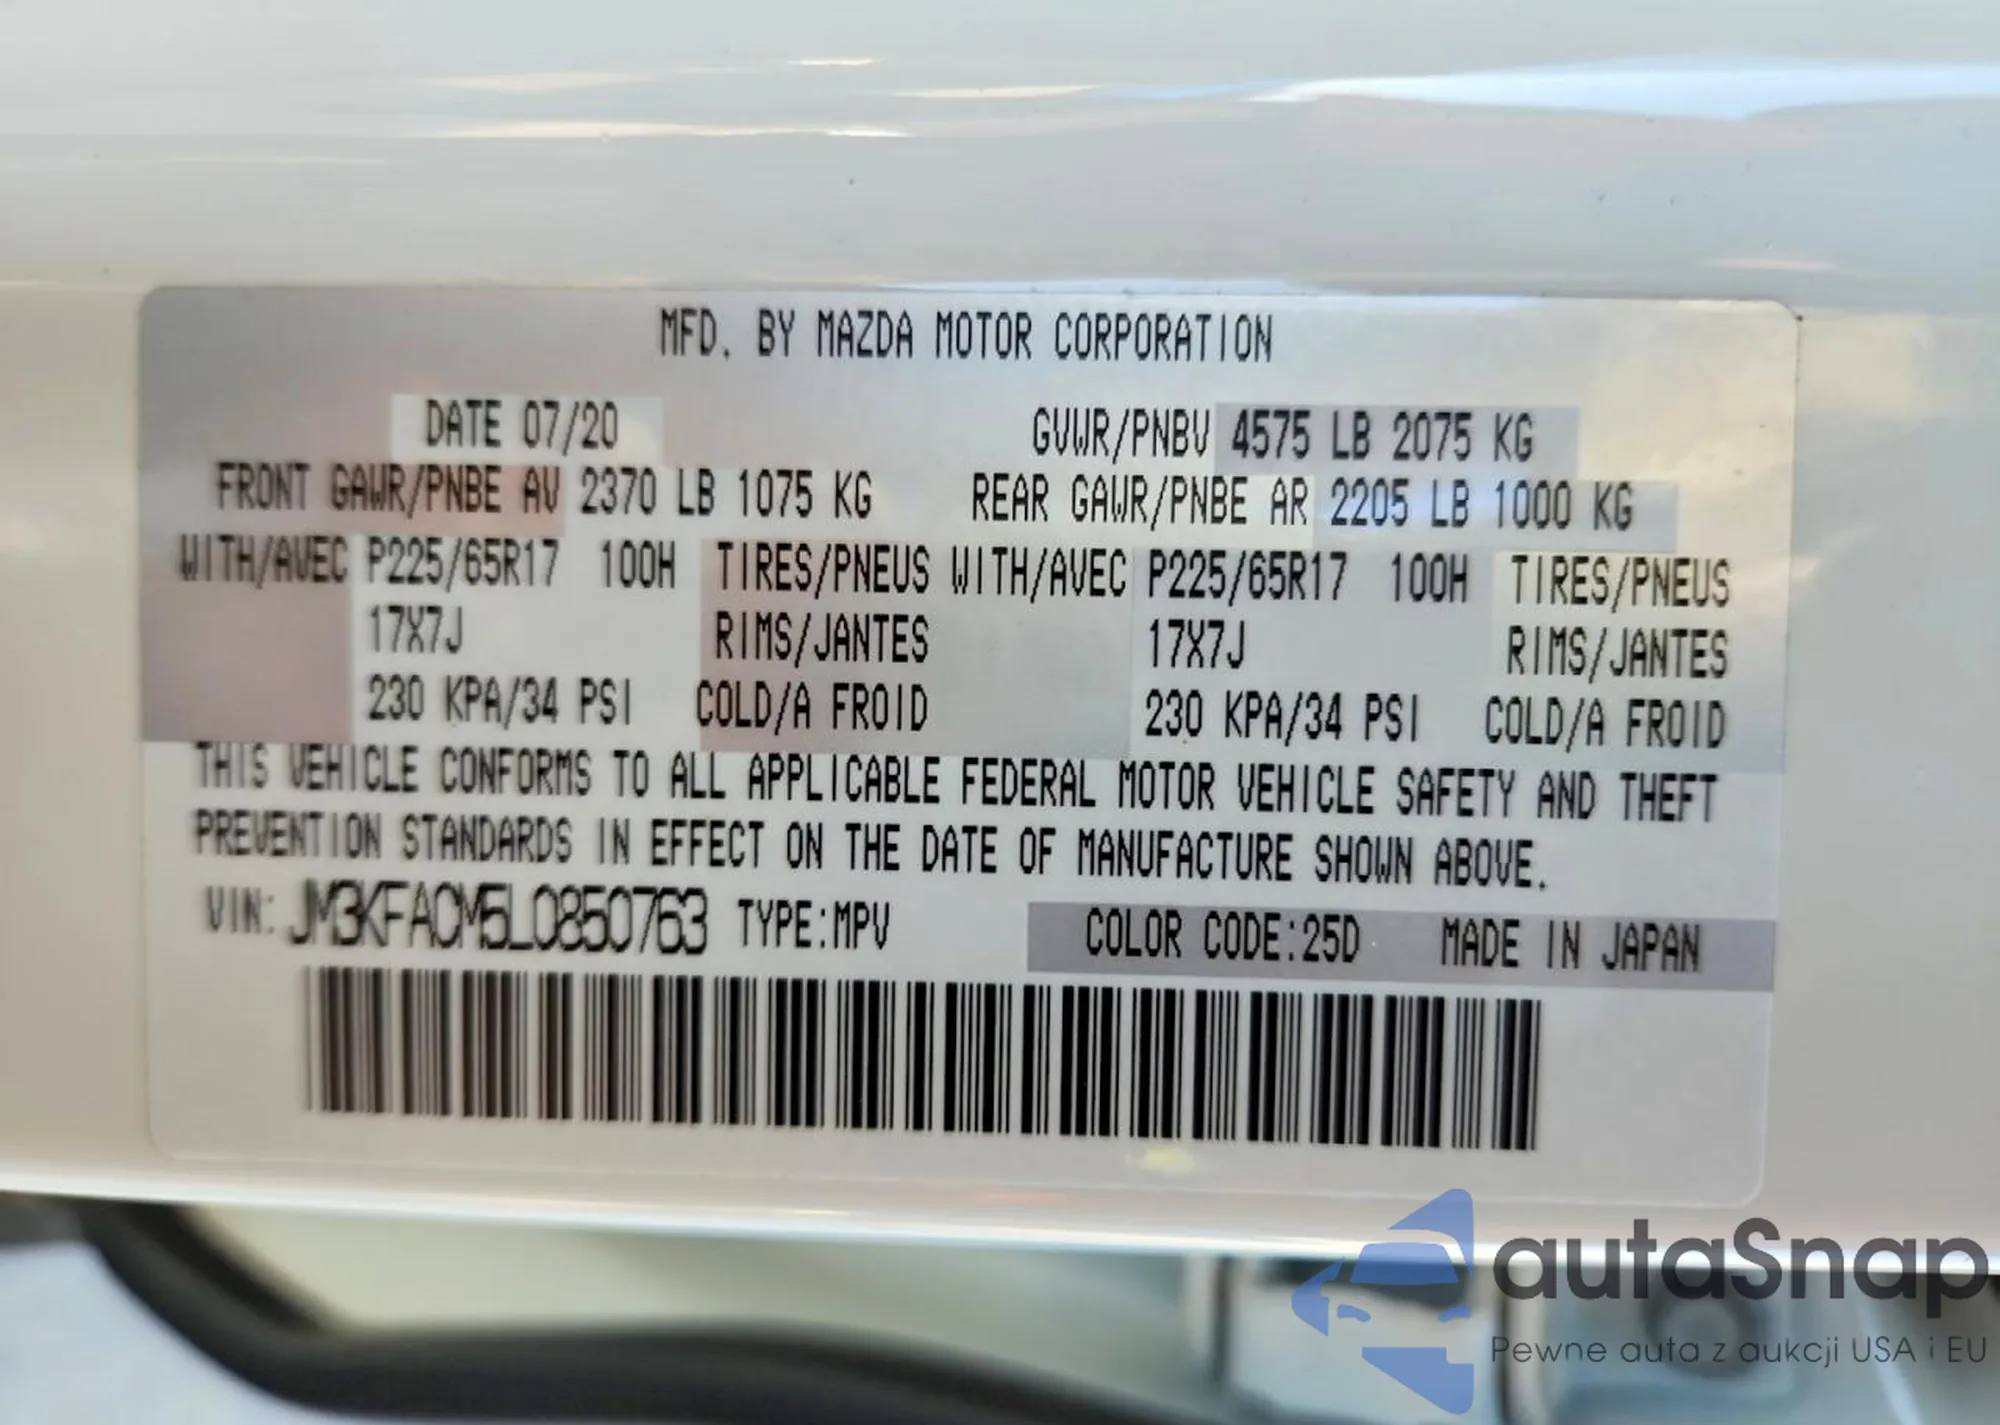 MFD. BY MAZDA MOTOR CORPORATION
DATE 07/20 GVWR/PNBV 4575 LB 2075 KG
FRONT GAWR/PNBE AV 2370 LB 1075 KG REAR GAWR/PNBE AR 2205 LB 1000 KG
WITH/AVEC P225/65R17 100H TIRES/PNEUS WITH/AVEC P225/65R17 100H TIRES/PNEUS
17X7J RIMS/JANTES 17X7J RIMS/JANTES
230 KPA/34 PSI COLD/A FROID 230 KPA/34 PSI COLD/A FROID
THIS VEHICLE CONFORMS TO ALL APPLICABLE FEDERAL MOTOR VEHICLE SAFETY AND THEFT
PREVENTION STANDARDS IN EFFECT ON THE DATE OF MANUFACTURE SHOWN ABOVE.
VIN: JM3KFACM5L0850763 TYPE:MPV COLOR CODE:25D MADE IN JAPAN
autaSnap
Pewne auta z aukcji USA i EU